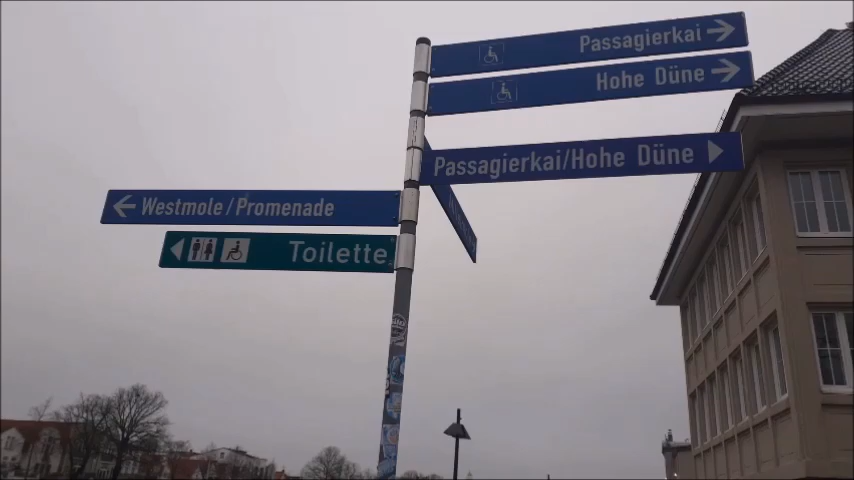 Passagierkai
Hohe Düne
Passagierkai/Hohe Düne
Westmole/Promenade
Toilette